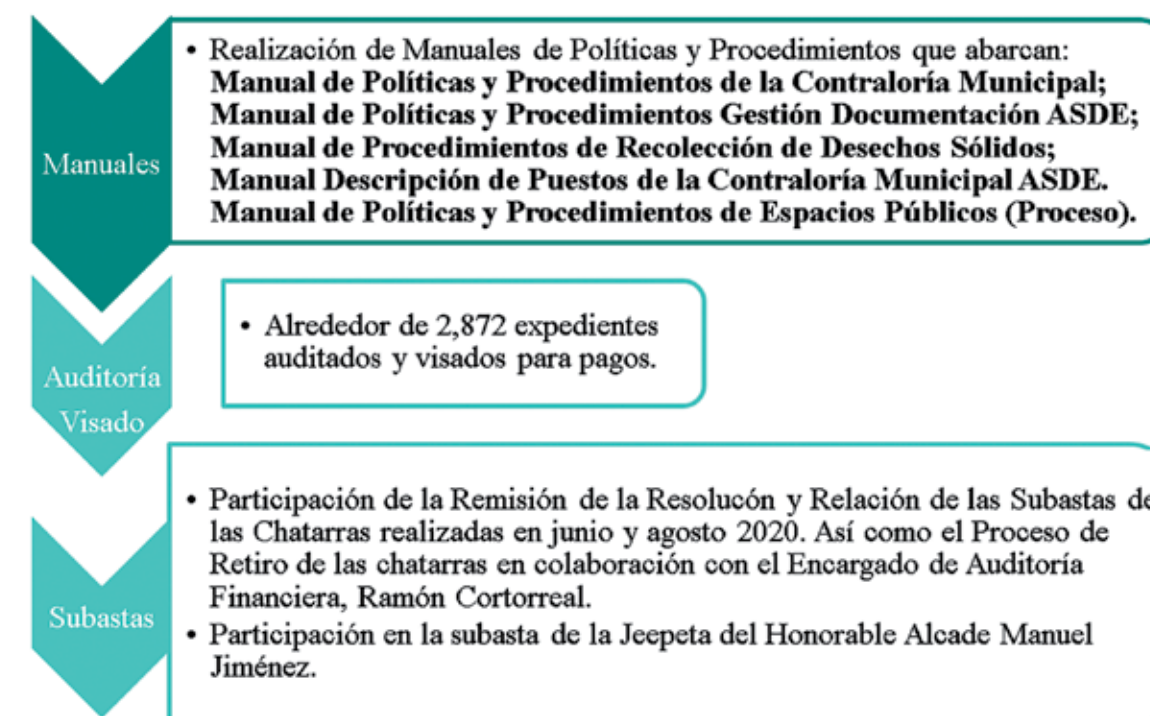 Manuales
• Realización de Manuales de Políticas y Procedimientos que abarcan:
Manual de Políticas y Procedimientos de la Contraloría Municipal;
Manual de Políticas y Procedimientos Gestión Documentación ASDE;
Manual de Procedimientos de Recolección de Desechos Sólidos;
Manual Descripción de Puestos de la Contraloría Municipal ASDE.
Manual de Políticas y Procedimientos de Espacios Públicos (Proceso).
Auditoría
Visado
• Alrededor de 2,872 expedientes
auditados y visados para pagos.
Subastas
• Participación de la Remisión de la Resolucón y Relación de las Subastas de
las Chatarras realizadas en junio y agosto 2020. Así como el Proceso de
Retiro de las chatarras en colaboración con el Encargado de Auditoría
Financiera, Ramón Cortorreal.
• Participación en la subasta de la Jeepeta del Honorable Alcade Manuel
Jiménez.